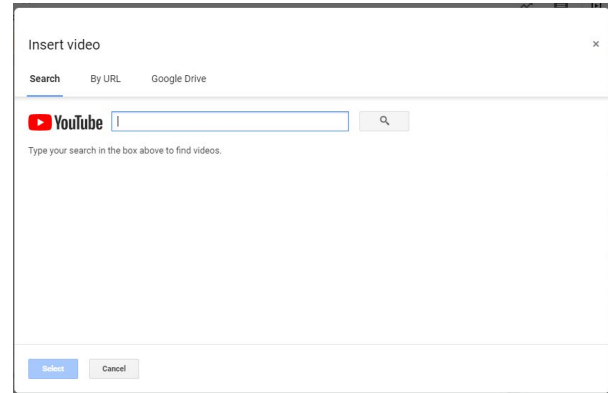 Insert video
×
Search By URL Google Drive
YouTube
Type your search in the box above to find videos.
Select Cancel